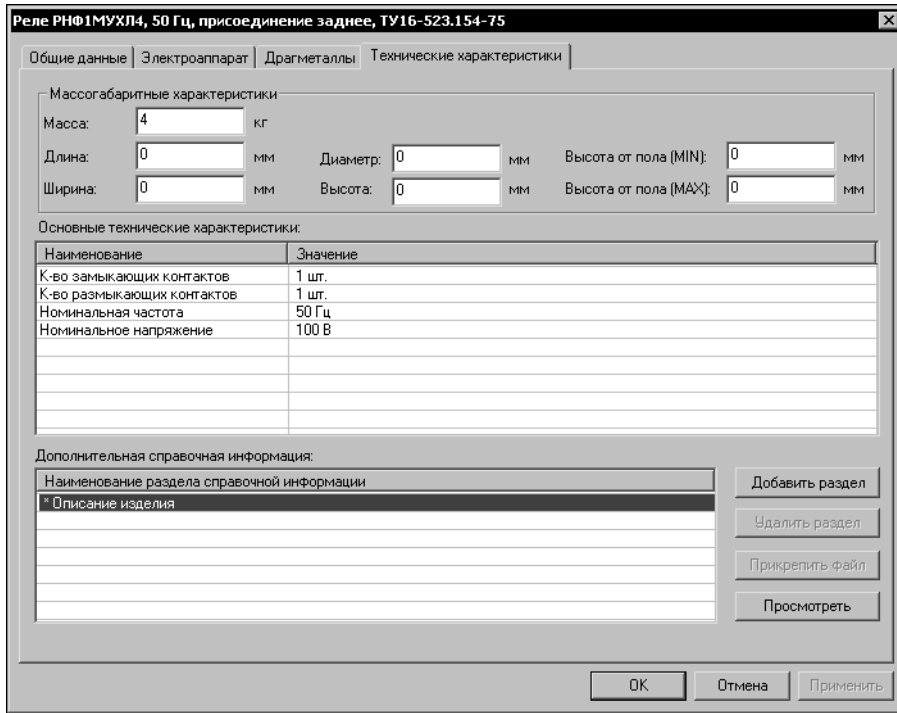 Реле РНФ1МУХЛ4, 50 Гц, присоединение заднее, ТУ16-523.154-75
Общие данные Электроаппарат Драгметаллы Технические характеристики
Массогабаритные характеристики
Масса: 4 кг
Длина: 0 мм Диаметр: 0 мм Высота от пола (MIN): 0 мм
Ширина: 0 мм Высота: 0 мм Высота от пола (MAX): 0 мм
Основные технические характеристики:
Наименование Значение
К-во замыкающих контактов 1 шт.
К-во размыкающих контактов 1 шт.
Номинальная частота 50 Гц
Номинальное напряжение 100 В
Дополнительная справочная информация:
Наименование раздела справочной информации
* Описание изделия
Добавить раздел
Удалить раздел
Прикрепить файл
Просмотреть
OK Отмена Применить